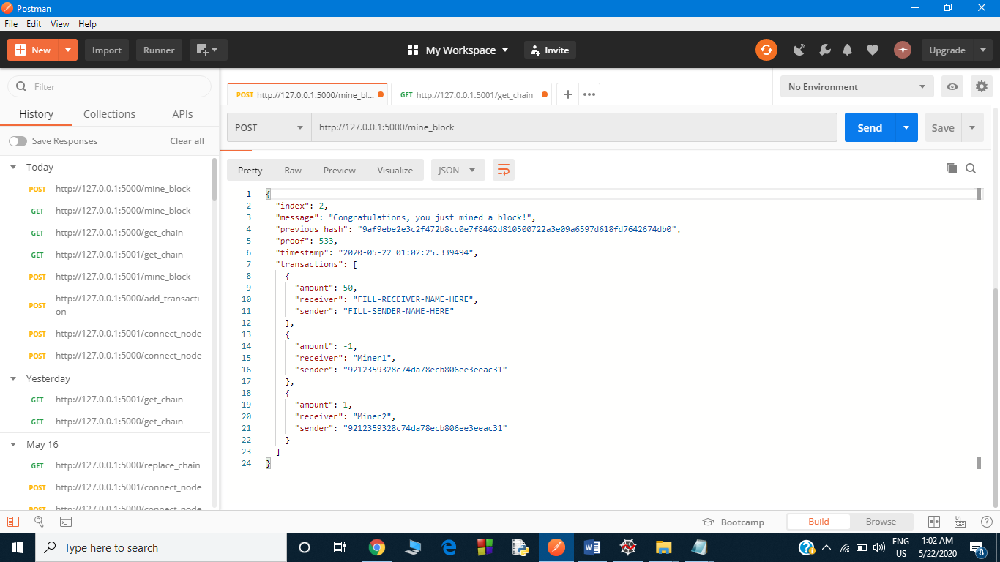 Postman
File Edit View Help
New Import Runner My Workspace Invite Upgrade
Filter
History Collections APIs
Save Responses Clear all
Today
POST http://127.0.0.1:5000/mine_block
GET http://127.0.0.1:5000/mine_block
GET http://127.0.0.1:5000/get_chain
GET http://127.0.0.1:5001/get_chain
POST http://127.0.0.1:5001/mine_block
POST http://127.0.0.1:5000/add_transacti
on
POST http://127.0.0.1:5001/connect_node
POST http://127.0.0.1:5000/connect_node
Yesterday
GET http://127.0.0.1:5001/get_chain
GET http://127.0.0.1:5000/get_chain
May 16
GET http://127.0.0.1:5000/replace_chain
POST http://127.0.0.1:5001/connect_node
POST http://127.0.0.1:5000/connect_node
POST http://127.0.0.1:5000/mine_bl... GET http://127.0.0.1:5001/get_chain
No Environment
POST http://127.0.0.1:5000/mine_block Send Save
Pretty Raw Preview Visualize JSON
1 {
2 "index": 2,
3 "message": "Congratulations, you just mined a block!",
4 "previous_hash": "9af9ebe2e3c2f472b8cc0e7f8462d810500722a3e09a6597d618fd7642674db0",
5 "proof": 533,
6 "timestamp": "2020-05-22 01:02:25.339494",
7 "transactions": [
8 {
9 "amount": 50,
10 "receiver": "FILL-RECEIVER-NAME-HERE",
11 "sender": "FILL-SENDER-NAME-HERE"
12 },
13 {
14 "amount": -1,
15 "receiver": "Miner1",
16 "sender": "9212359328c74da78ecb806ee3eeac31"
17 },
18 {
19 "amount": 1,
20 "receiver": "Miner2",
21 "sender": "9212359328c74da78ecb806ee3eeac31"
22 }
23 ]
24 }
Bootcamp Build Browse
Type here to search
ENG
US
1:02 AM
5/22/2020
8